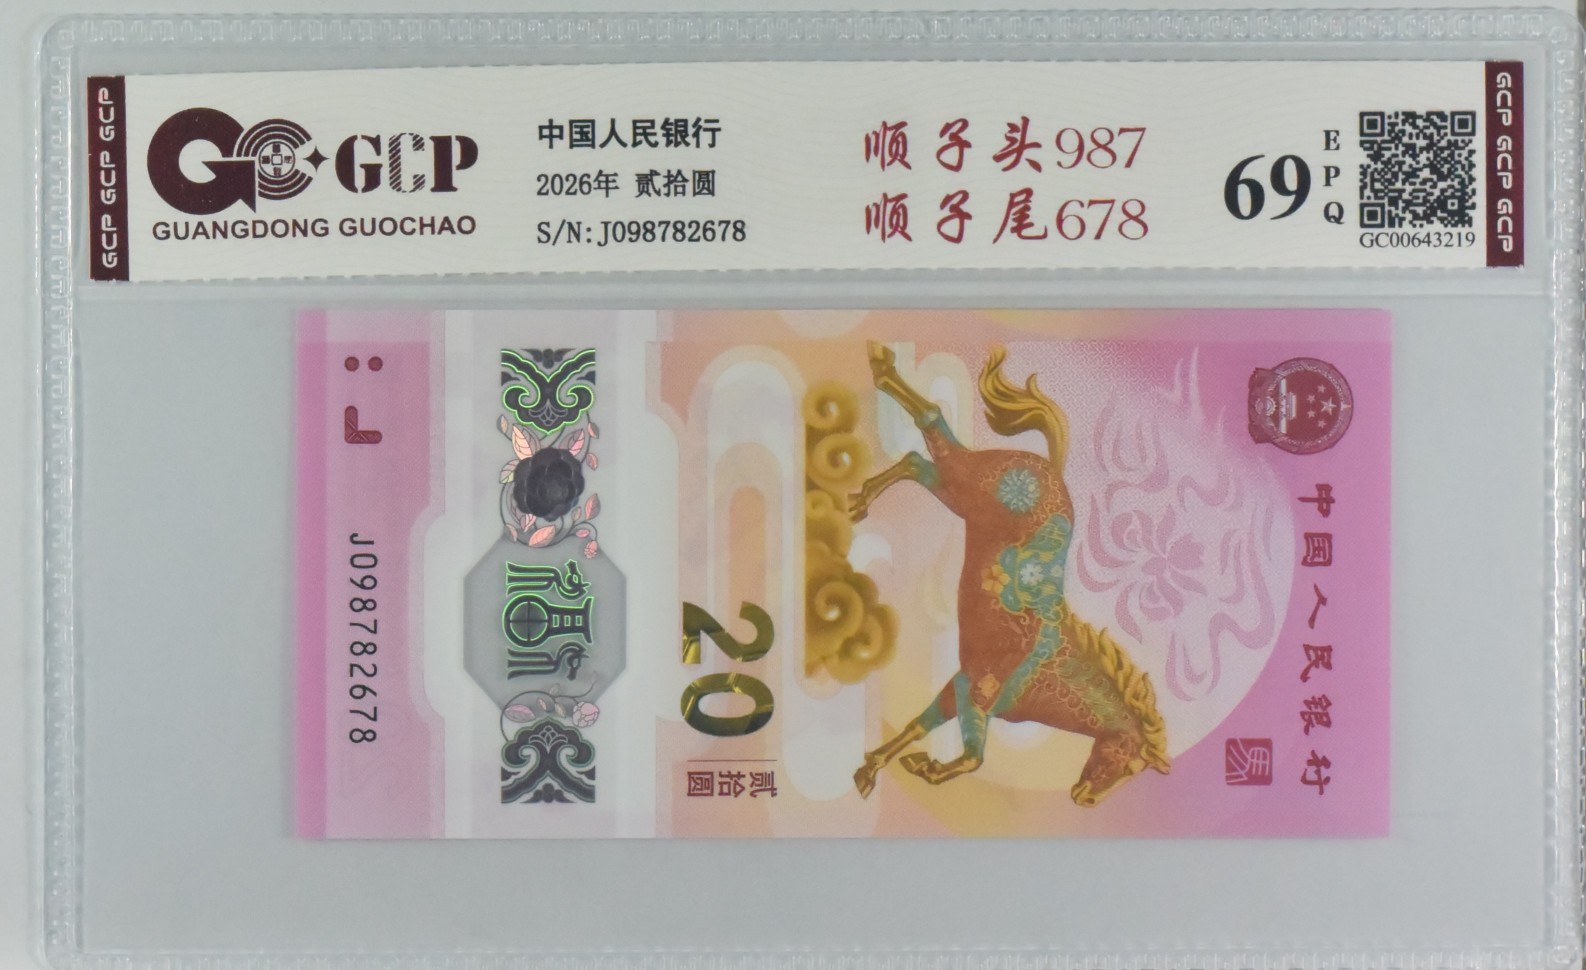 GCP GCP GCP
GCP
GUANGDONG GUOCHAO
中国人民银行
2026年 贰拾圆
S/N:J098782678
顺子头987
顺子尾678
69
EPQ
GC00643219
GCP GCP GCP
J098782678
福
20
贰拾圆
中国人民银行